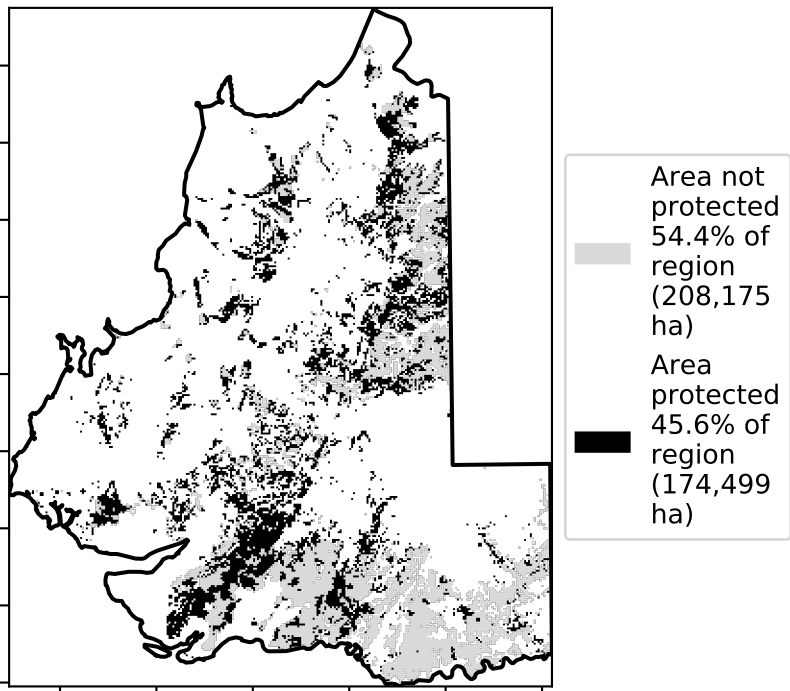 Area not
protected
54.4% of
region
(208,175
ha)
Area
protected
45.6% of
region
(174,499
ha)